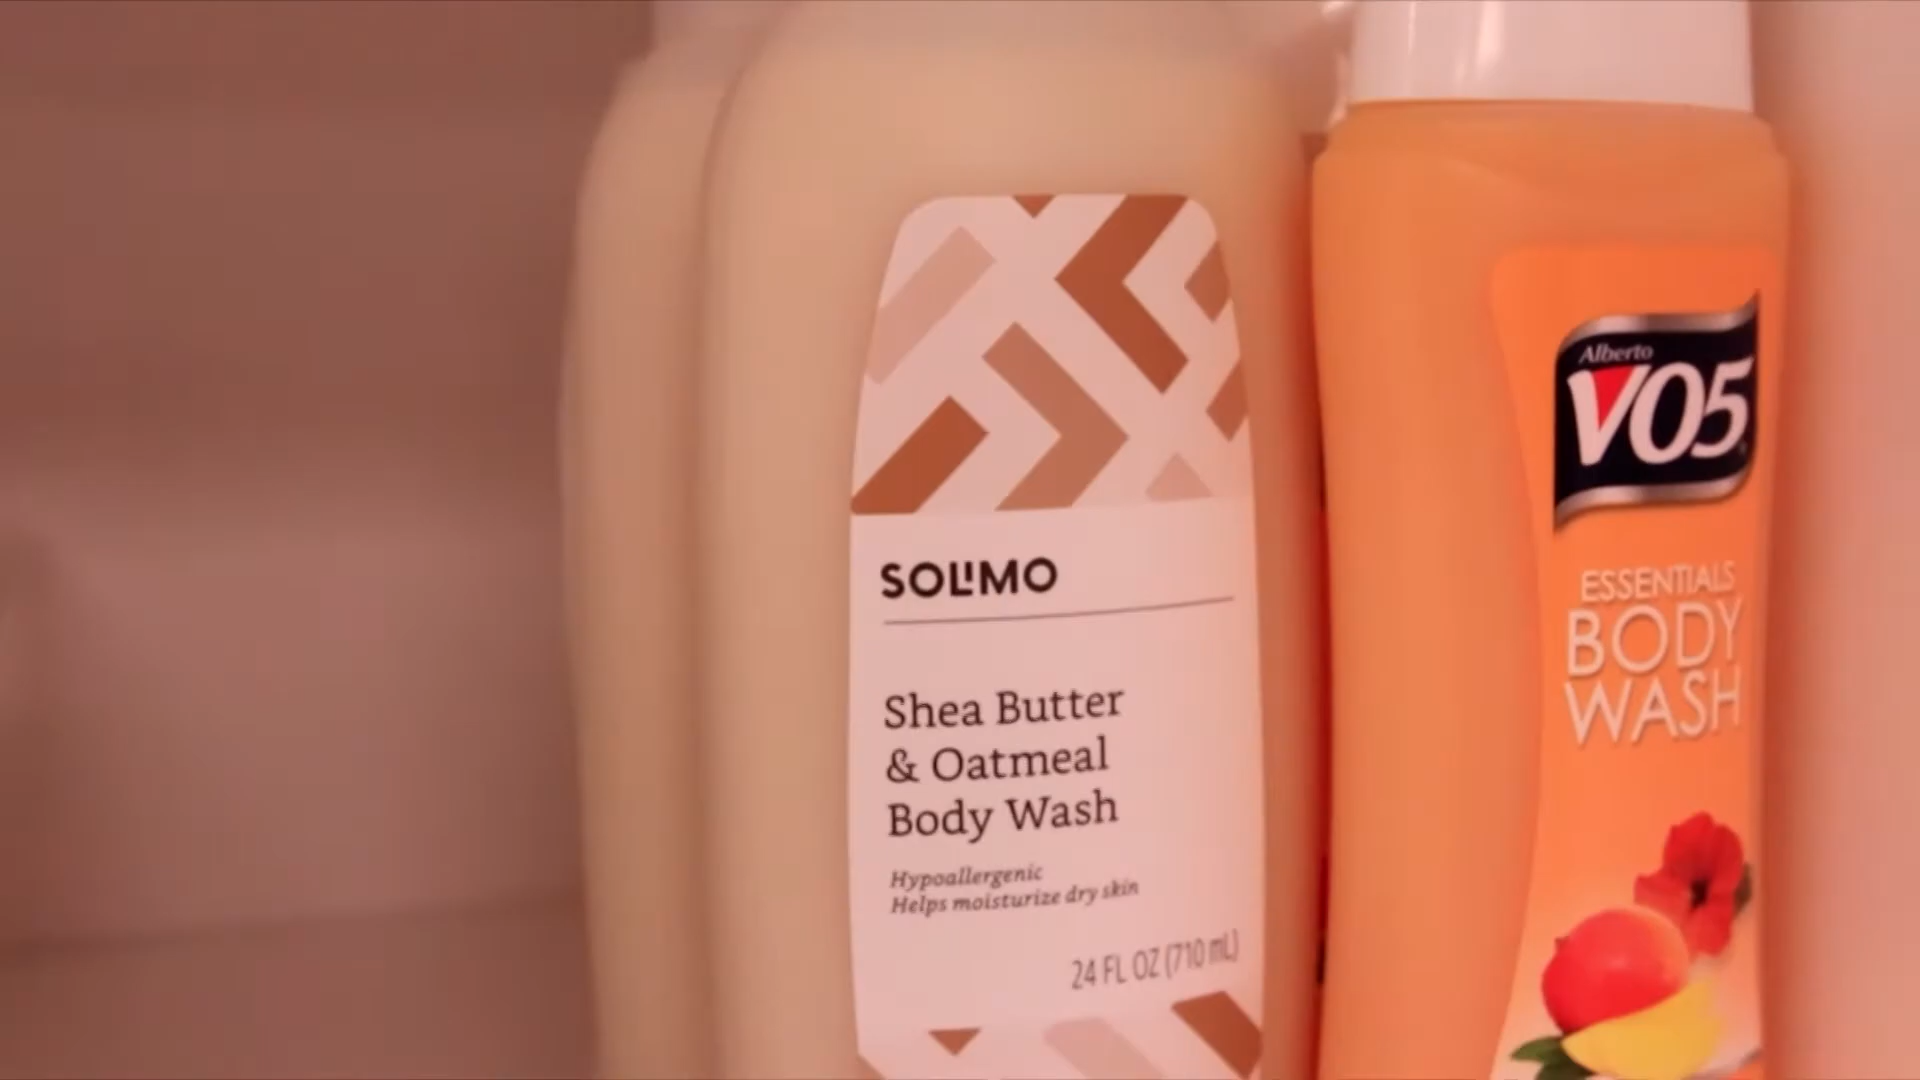 SOLIMO
Shea Butter
& Oatmeal
Body Wash
Hypoallergenic
Helps moisturize dry skin
24 FL OZ (710 mL)
Alberto
VO5
ESSENTIALS
BODY
WASH